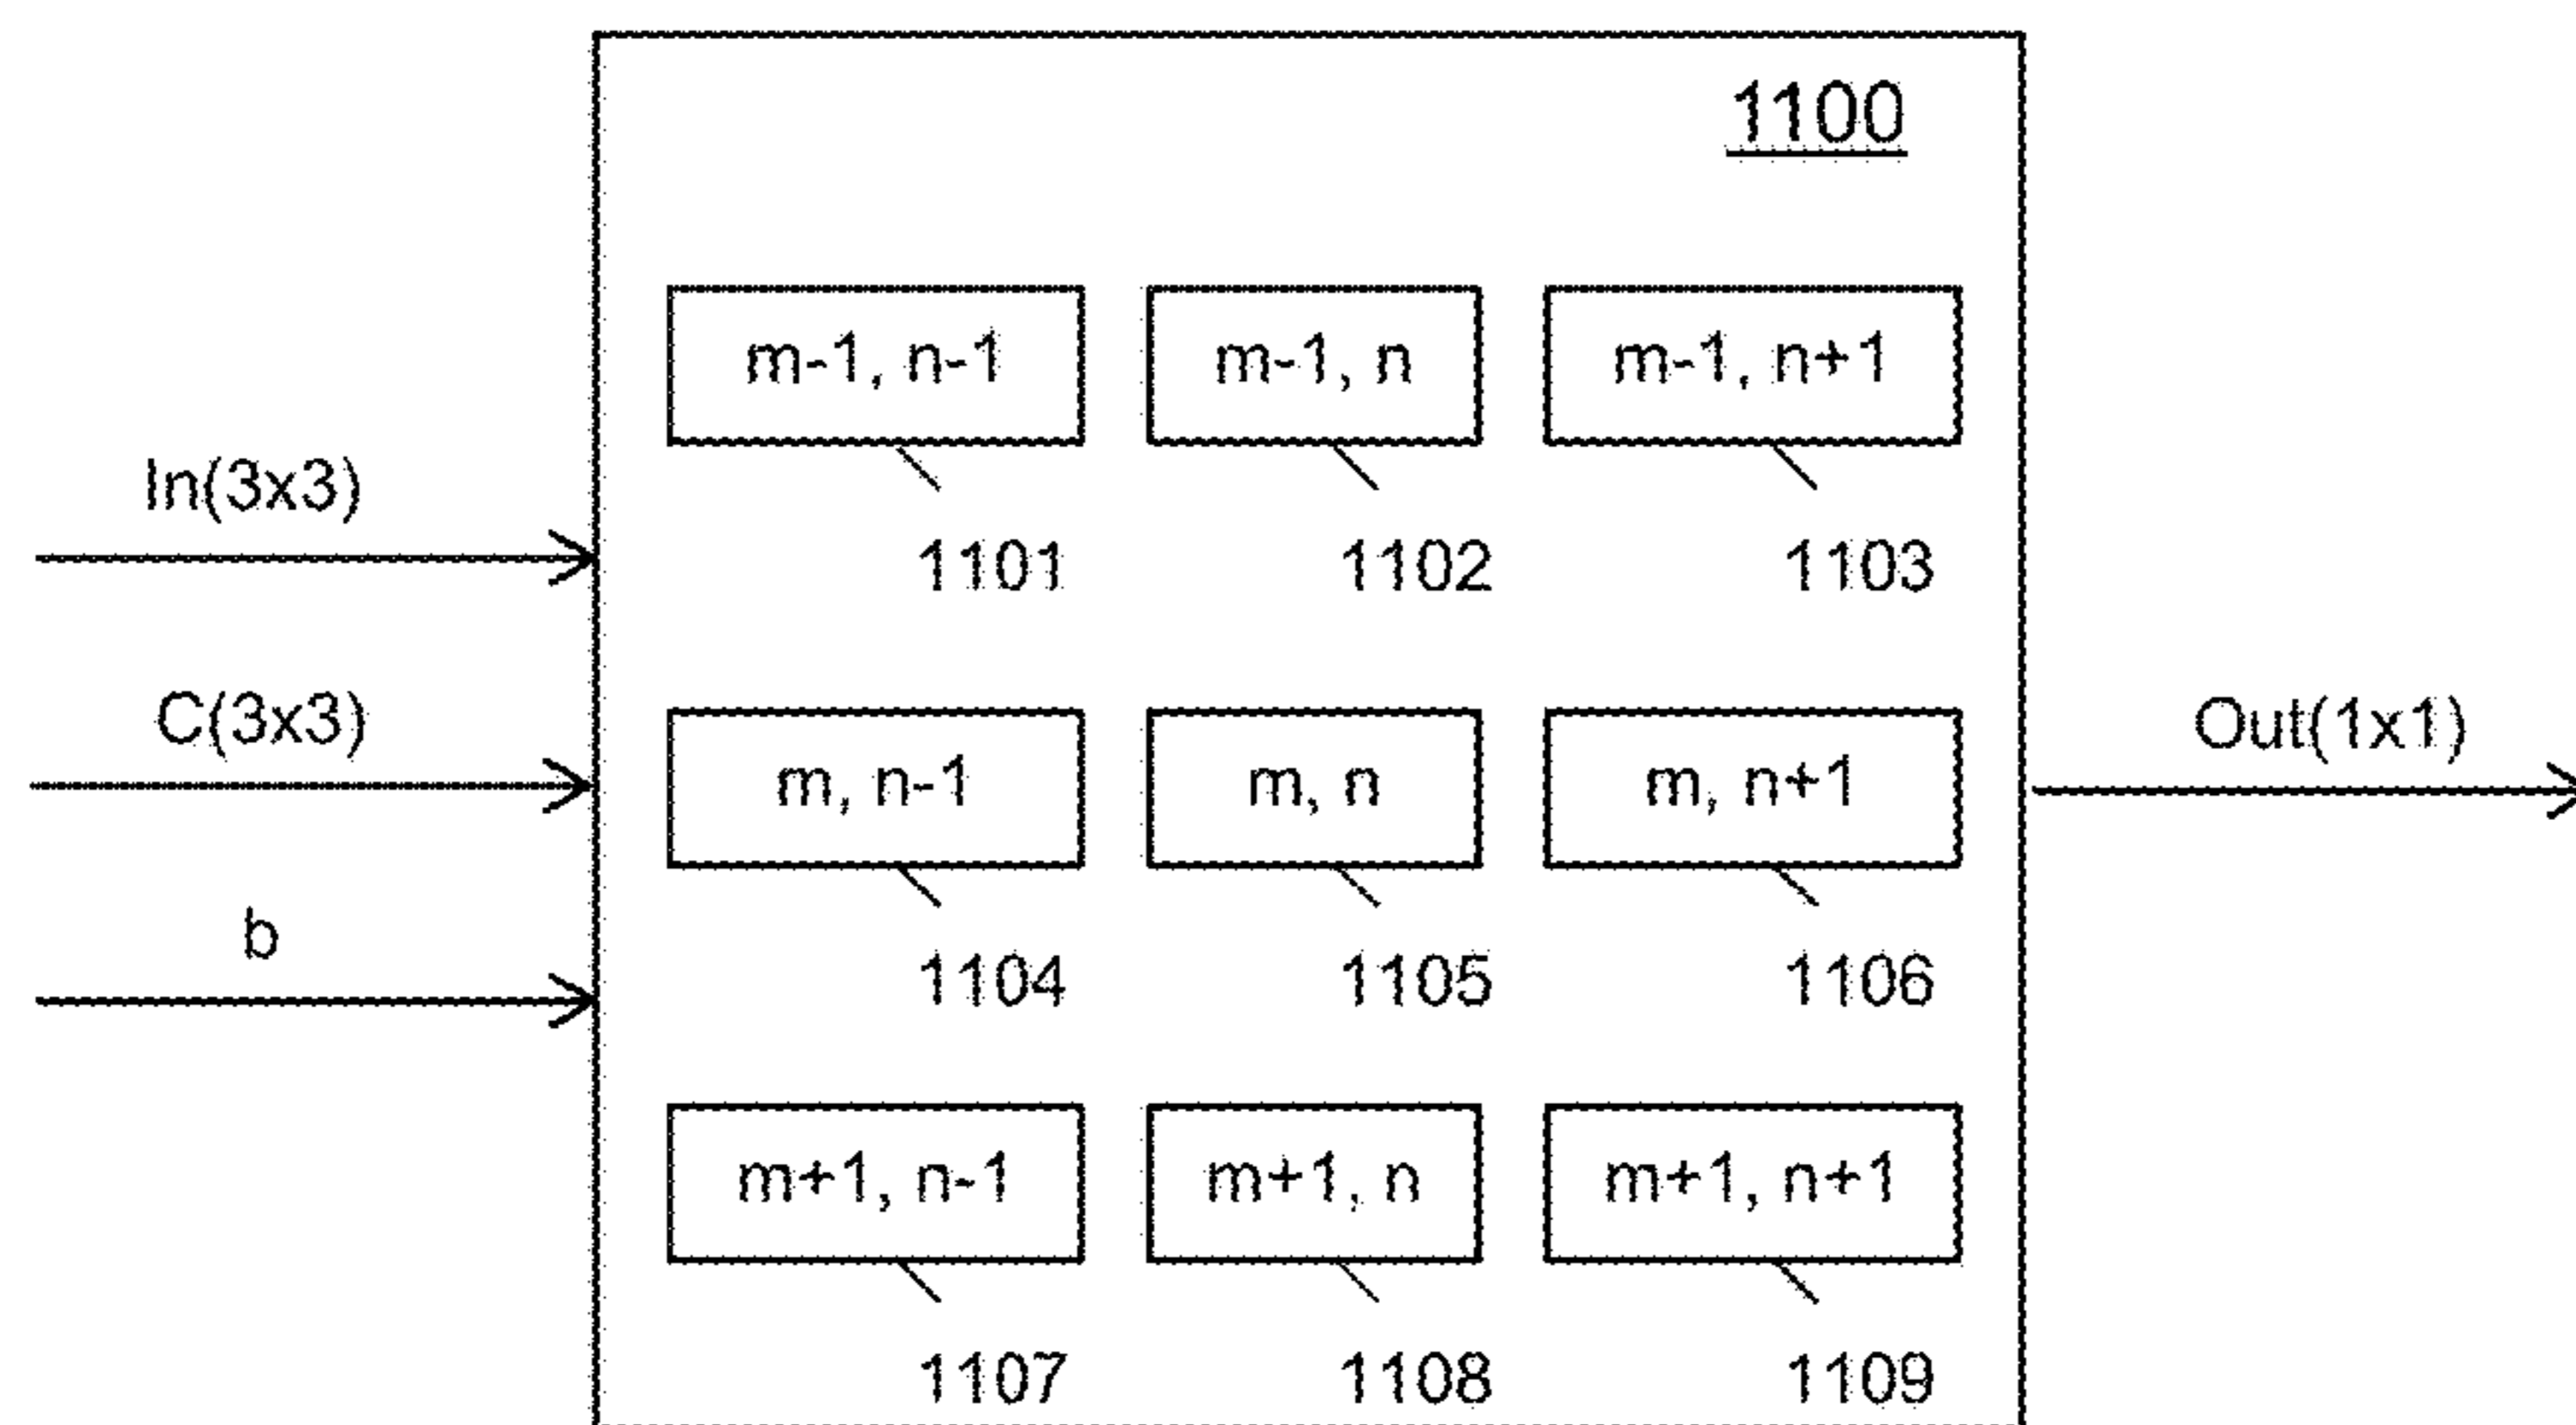 1100
m-1, n-1 m-1, n m-1, n+1
In(3x3)
1101 1102 1103
C(3x3)
m, n-1 m, n m, n+1
Out(1x1)
b
1104 1105 1106
m+1, n-1 m+1, n m+1, n+1
1107 1108 1109